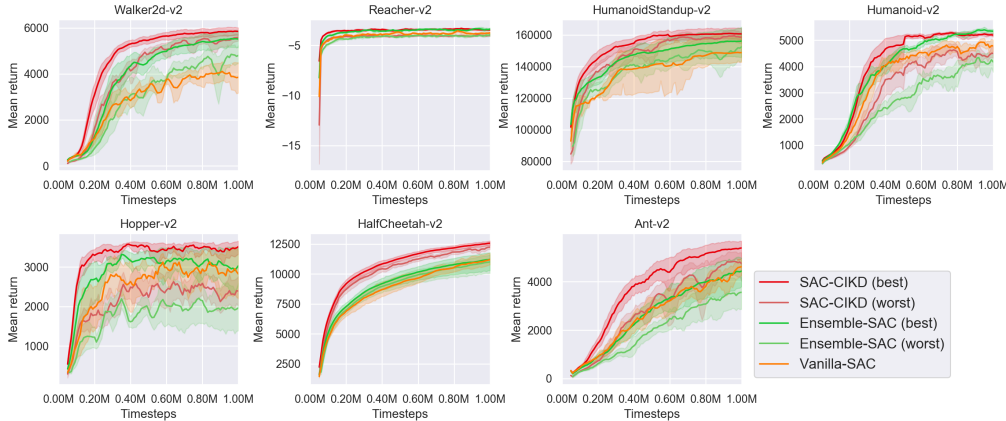 Walker2d-v2
Reacher-v2
HumanoidStandup-v2
Humanoid-v2
Mean return
6000
4000
2000
0
0.00M 0.20M 0.40M 0.60M 0.80M 1.00M
Timesteps
Mean return
−5
−10
−15
0.00M 0.20M 0.40M 0.60M 0.80M 1.00M
Timesteps
Mean return
160000
140000
120000
100000
80000
0.00M 0.20M 0.40M 0.60M 0.80M 1.00M
Timesteps
Mean return
5000
4000
3000
2000
1000
0.00M 0.20M 0.40M 0.60M 0.80M 1.00M
Timesteps
Hopper-v2
HalfCheetah-v2
Ant-v2
Mean return
3000
2000
1000
0.00M 0.20M 0.40M 0.60M 0.80M 1.00M
Timesteps
Mean return
12500
10000
7500
5000
2500
0.00M 0.20M 0.40M 0.60M 0.80M 1.00M
Timesteps
Mean return
4000
2000
0
0.00M 0.20M 0.40M 0.60M 0.80M 1.00M
Timesteps
SAC-CIKD (best)
SAC-CIKD (worst)
Ensemble-SAC (best)
Ensemble-SAC (worst)
Vanilla-SAC